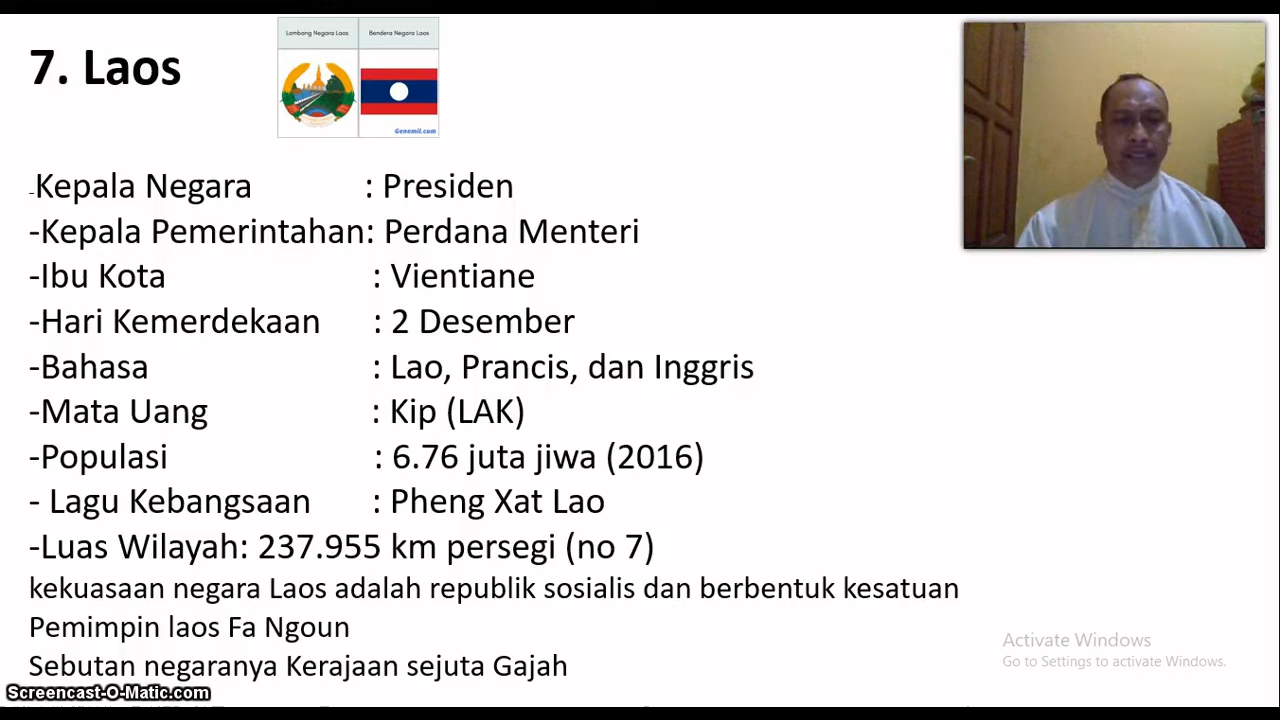 7. Laos
Lambang Negara Laos
Bendera Negara Laos
Genemil.com
-Kepala Negara : Presiden
-Kepala Pemerintahan: Perdana Menteri
-Ibu Kota : Vientiane
-Hari Kemerdekaan : 2 Desember
-Bahasa : Lao, Prancis, dan Inggris
-Mata Uang : Kip (LAK)
-Populasi : 6.76 juta jiwa (2016)
- Lagu Kebangsaan : Pheng Xat Lao
-Luas Wilayah: 237.955 km persegi (no 7)
kekuasaan negara Laos adalah republik sosialis dan berbentuk kesatuan
Pemimpin laos Fa Ngoun
Sebutan negaranya Kerajaan sejuta Gajah
Activate Windows
Go to Settings to activate Windows.
Screencast-O-Matic.com